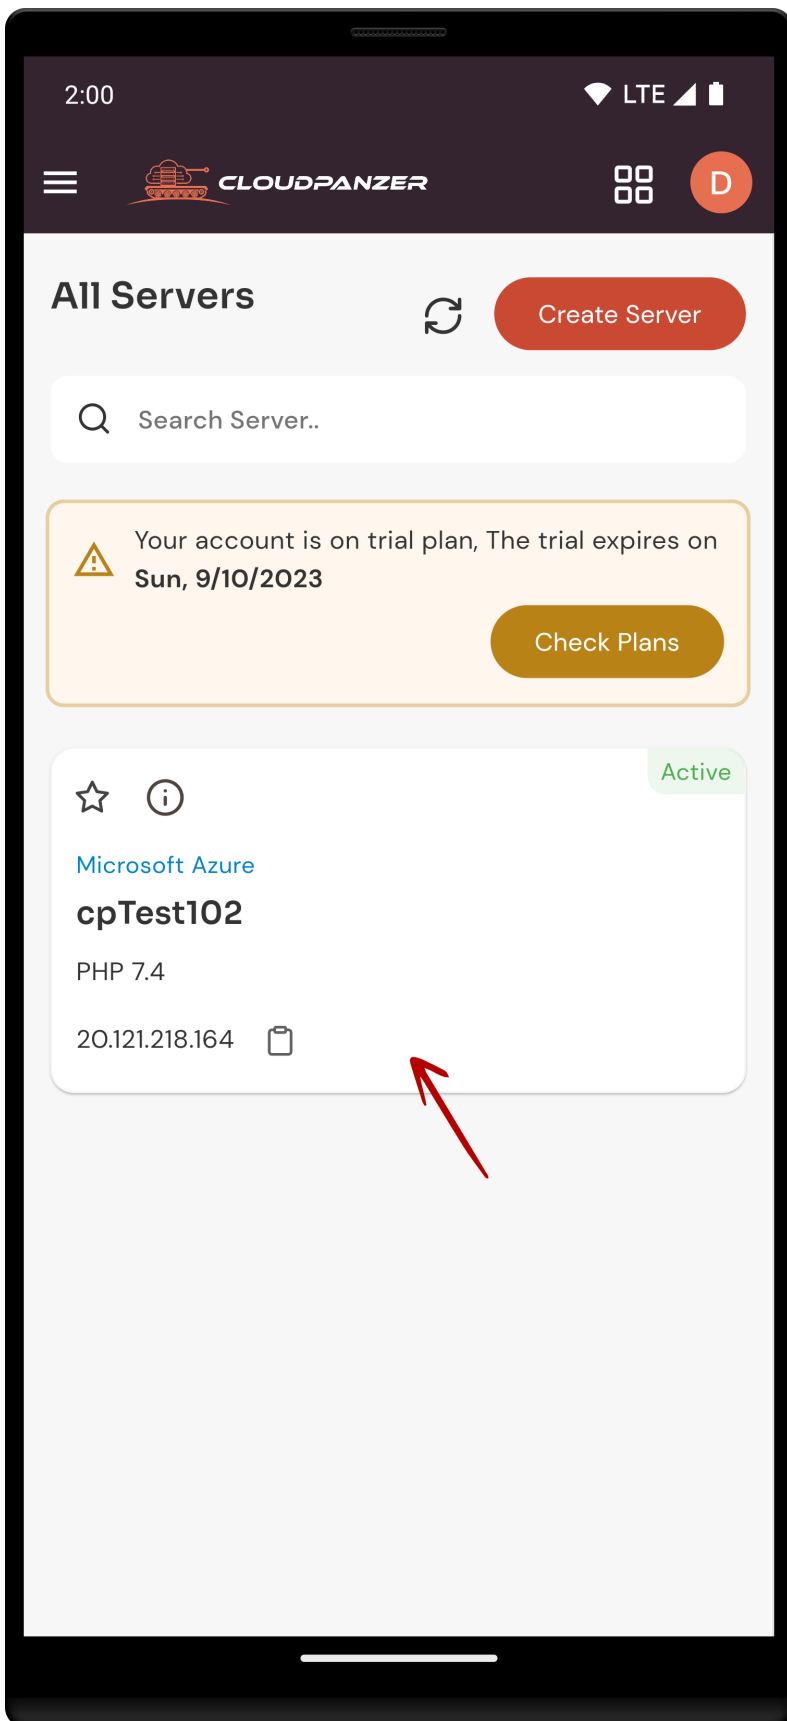 2:00 LTE
CLOUDPANZER D
All Servers
Create Server
Search Server..
Your account is on trial plan, The trial expires on
Sun, 9/10/2023
Check Plans
Active
Microsoft Azure
cpTest102
PHP 7.4
20.121.218.164